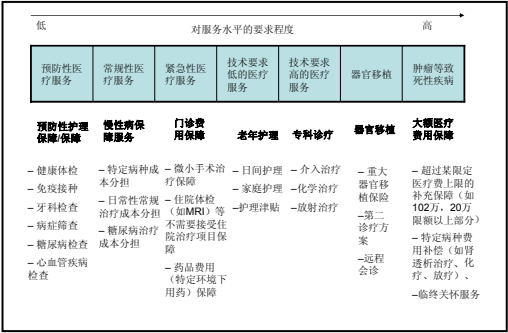 低
对服务水平的要求程度
高
预防性医
疗服务
常规性医
疗服务
紧急性医
疗服务
技术要求
低的医疗
服务
技术要求
高的医疗
服务
器官移植
肿瘤等致
死性疾病
预防性护理
保障/保障
– 健康体检
– 免疫接种
– 牙科检查
– 病症筛查
– 糖尿病检查
– 心血管疾病
检查
慢性病保
障服务
– 特定病种成
本分担
– 日常性常规
治疗成本分担
– 糖尿病治疗
成本分担
门诊费
用保障
– 微小手术治
疗保障
– 住院体检
（如MRI）等
不需要接受住
院治疗项目保
障
– 药品费用
（特定环境下
用药）保障
老年护理
– 日间护理
– 家庭护理
–护理津贴
专科诊疗
– 介入治疗
–化学治疗
–放射治疗
器官移植
– 重大
器官移
植保险
– 第二
诊疗方
案
–远程
会诊
大额医疗
费用保障
– 超过某限定
医疗费上限的
补充保障（如
102万，20万
限额以上部分）
– 特定病种费
用补偿（如肾
透析治疗、化
疗、放疗）、
–临终关怀服务